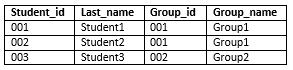 Student_id Last_name Group_id Group_name
001 Student1 001 Group1
002 Student2 001 Group1
003 Student3 002 Group2